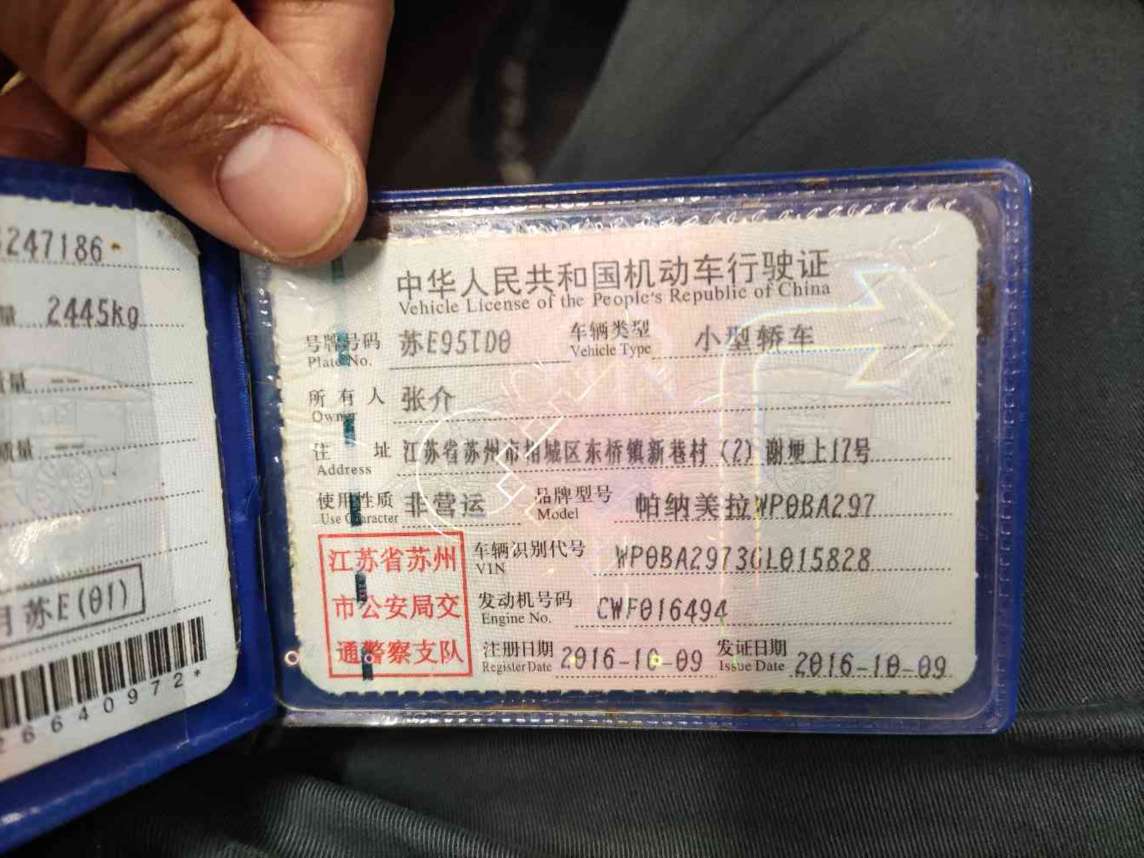 247186
2445kg
月苏E(01)
2640972*
中华人民共和国机动车行驶证
Vehicle License of the People's Republic of China
号牌号码 苏E95TD0 车辆类型 小型轿车
Plate No. Vehicle Type
所有人 张介
Owner
住址 江苏省苏州市相城区东桥镇新巷村(2)谢埂上17号
Address
使用性质 非营运 品牌型号 帕纳美拉WP0BA297
Use Character Model
江苏省苏州
市公安局交
通警察支队
车辆识别代号 WP0BA2973GL015828
VIN
发动机号码 CWF016494
Engine No.
注册日期 2016-10-09 发证日期 2016-10-09
Register Date Issue Date